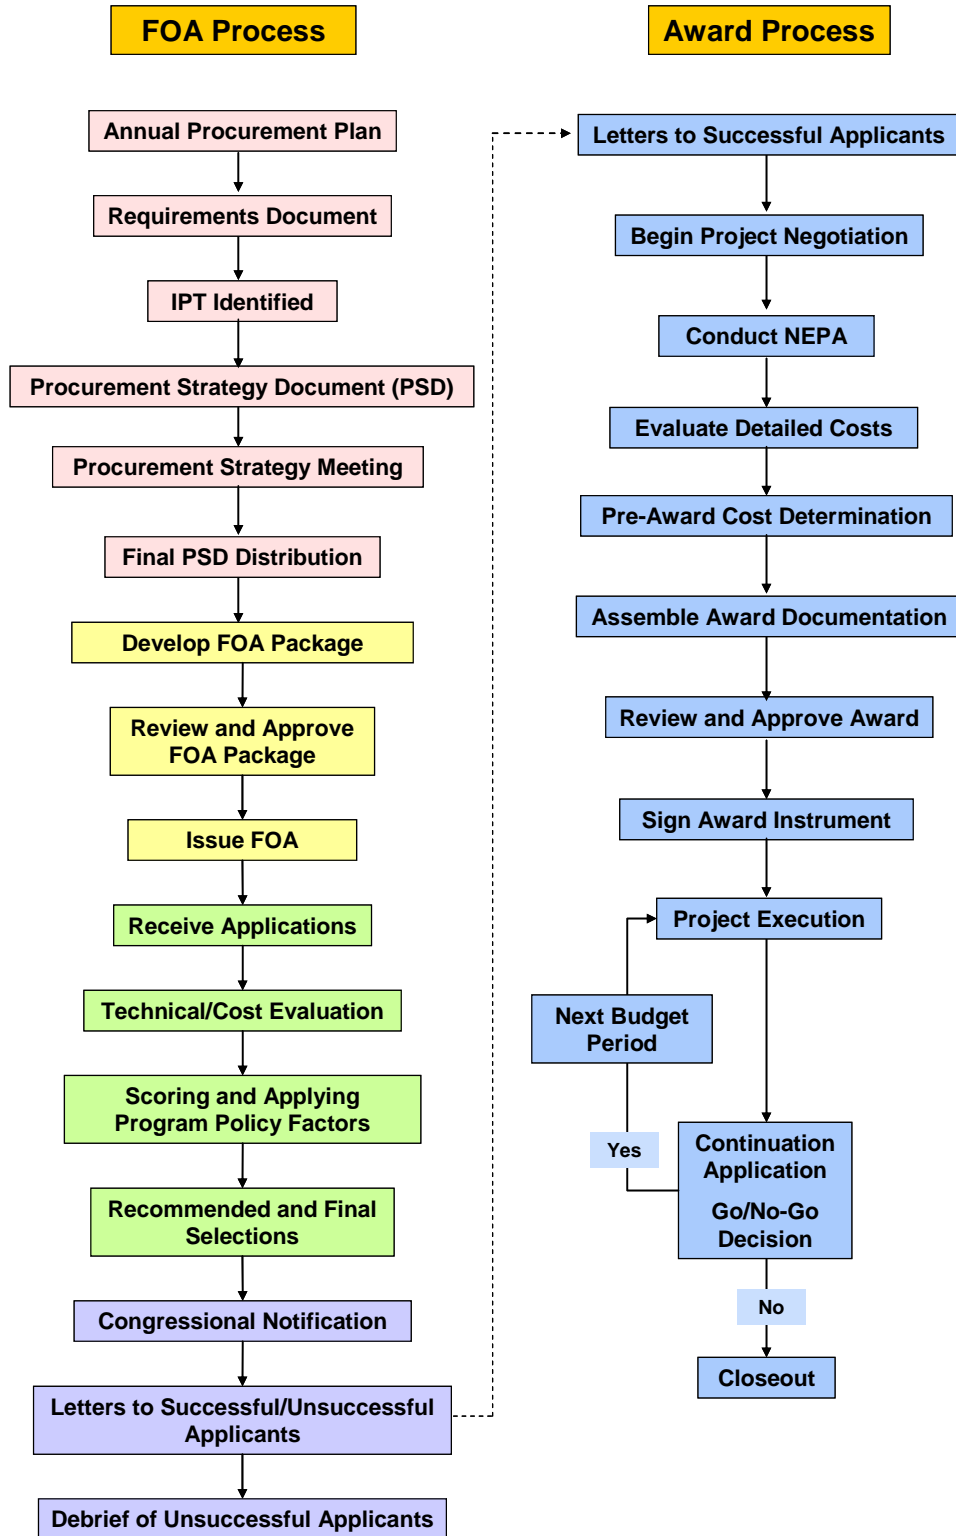 FOA Process
Annual Procurement Plan
Requirements Document
IPT Identified
Procurement Strategy Document (PSD)
Procurement Strategy Meeting
Final PSD Distribution
Develop FOA Package
Review and Approve
FOA Package
Issue FOA
Receive Applications
Technical/Cost Evaluation
Scoring and Applying
Program Policy Factors
Recommended and Final
Selections
Congressional Notification
Letters to Successful/Unsuccessful
Applicants
Debrief of Unsuccessful Applicants
Award Process
Letters to Successful Applicants
Begin Project Negotiation
Conduct NEPA
Evaluate Detailed Costs
Pre-Award Cost Determination
Assemble Award Documentation
Review and Approve Award
Sign Award Instrument
Project Execution
Next Budget
Period
Yes
Continuation
Application
Go/No-Go
Decision
No
Closeout